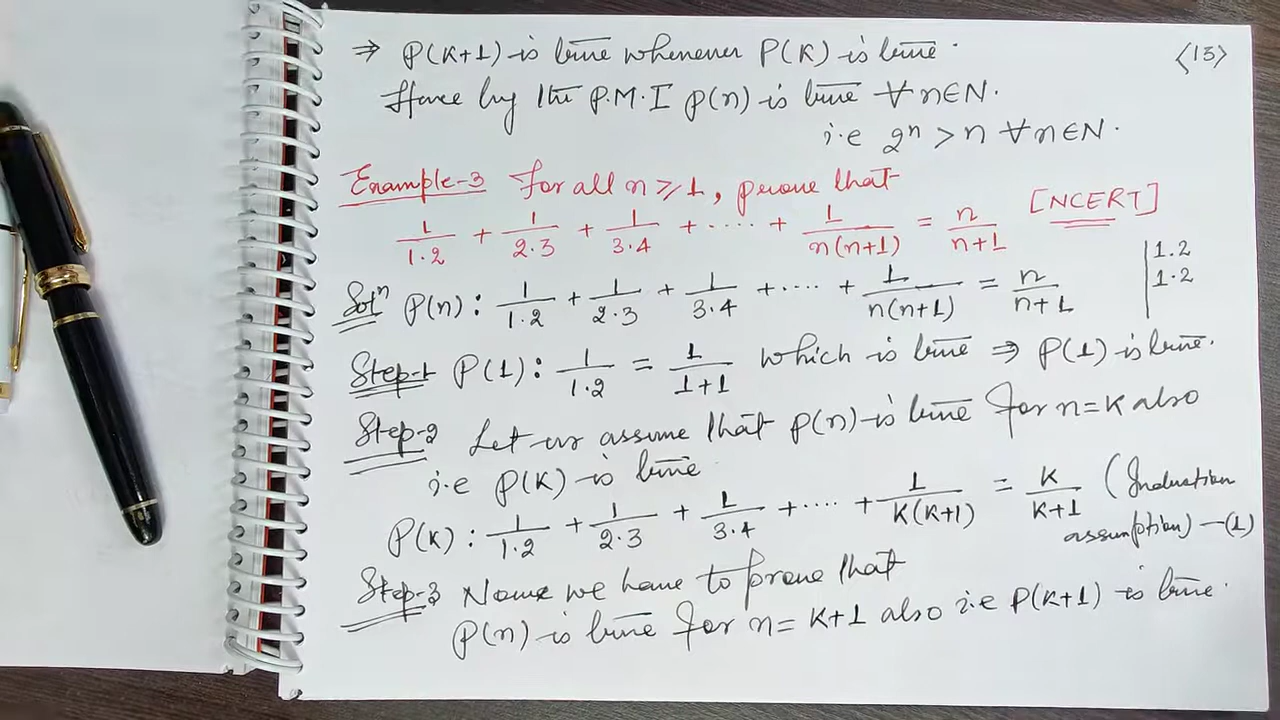 ⇒ P(K+1) is true whenever P(K) is true.
<13>
Hence by the P.M.I P(n) is true ∀ n∈N.
i.e 2ⁿ > n ∀ n∈N.
Example-3 For all n ≥ 1, prove that
1/1·2 + 1/2·3 + 1/3·4 + ..... + 1/n(n+1) = n/n+1 [NCERT]
Solⁿ P(n) : 1/1·2 + 1/2·3 + 1/3·4 + .... + 1/n(n+1) = n/n+1
1.2
1·2
Step-1 P(1) : 1/1·2 = 1/1+1 which is true ⇒ P(1) is true.
Step-2 Let us assume that P(n) is true for n=K also
i.e P(K) is true
P(K) : 1/1·2 + 1/2·3 + 1/3·4 + .... + 1/K(K+1) = K/K+1 (Induction
assumption) —(1)
Step-3 Now we have to prove that
P(n) is true for n = K+1 also i.e P(K+1) is true.